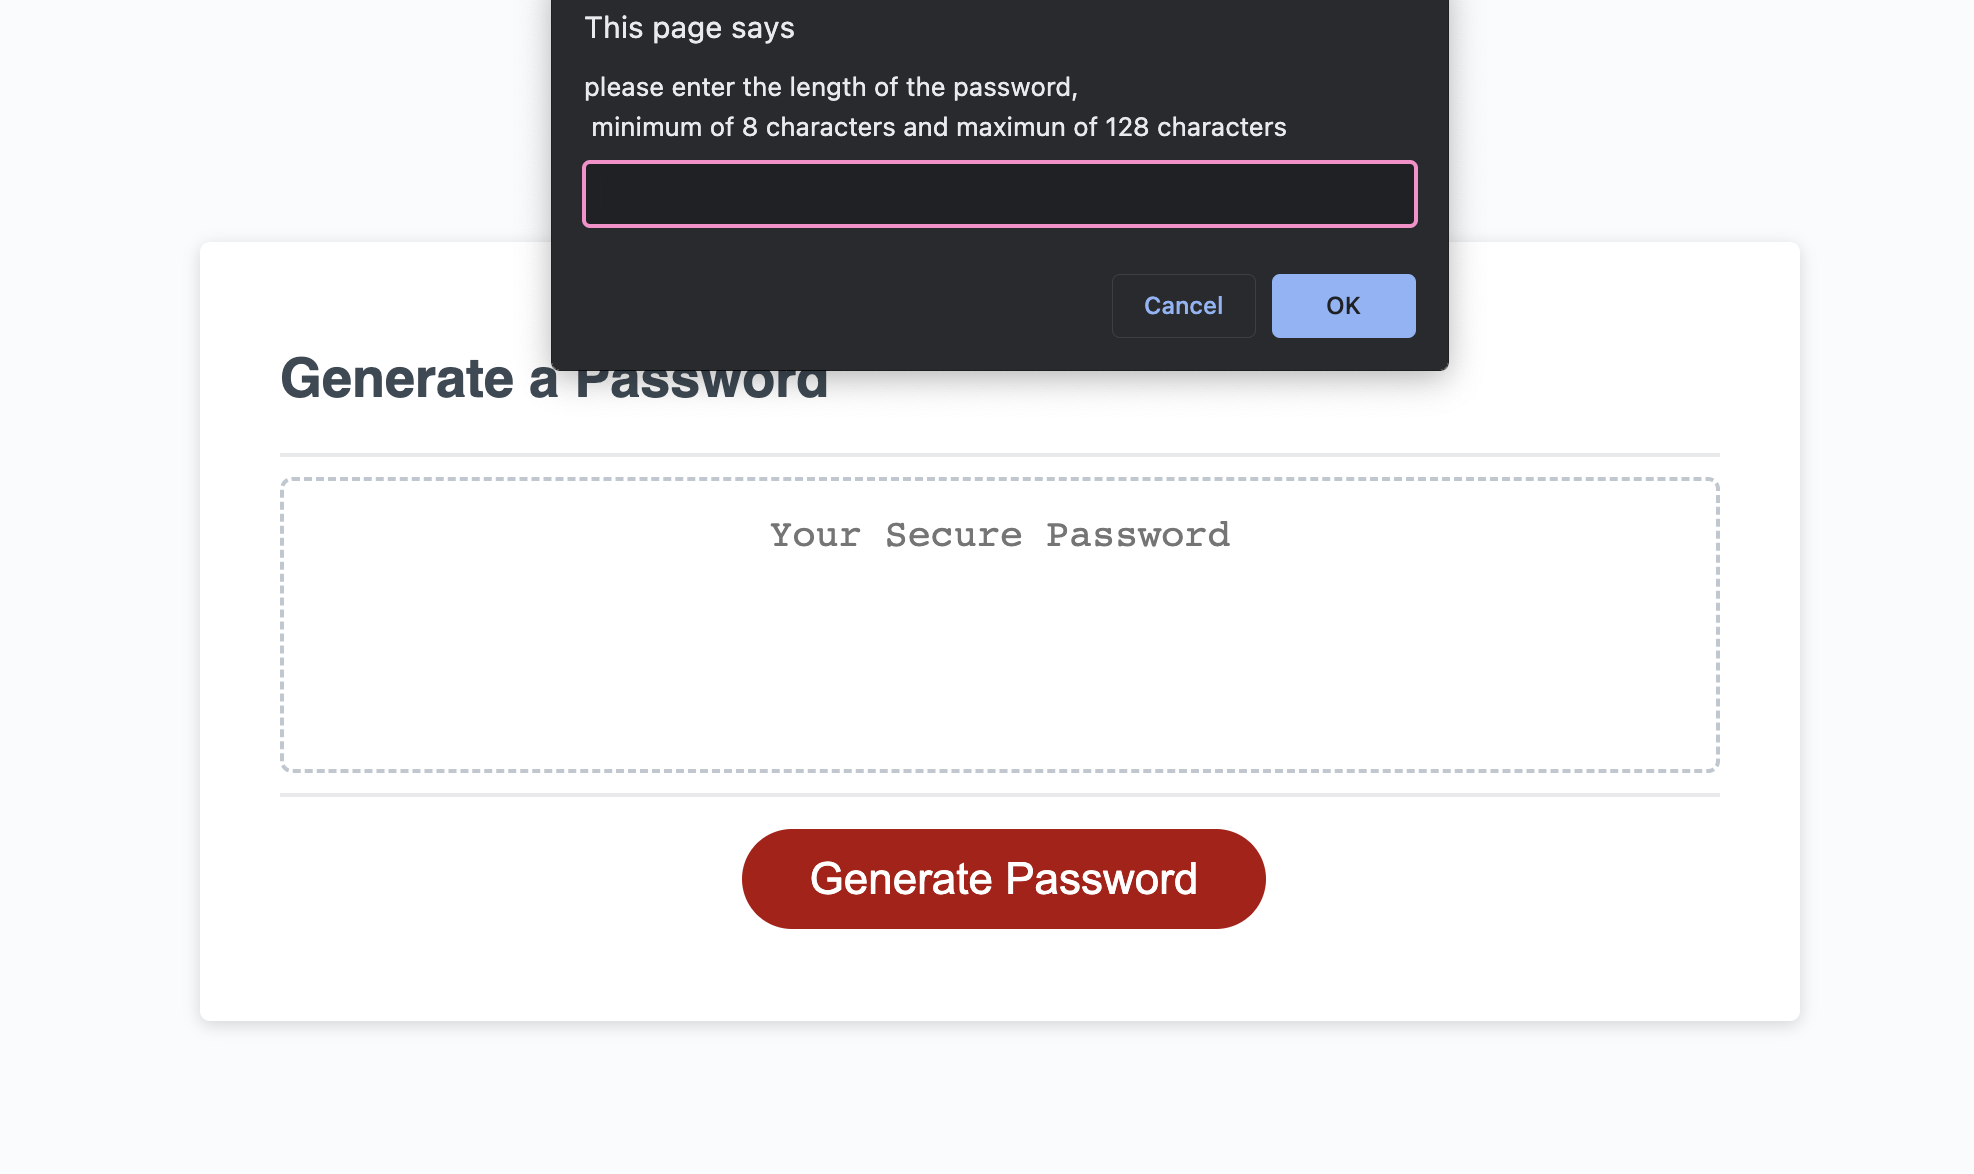 This page says
please enter the length of the password,
minimum of 8 characters and maximun of 128 characters
Cancel
OK
Generate a Password
Your Secure Password
Generate Password